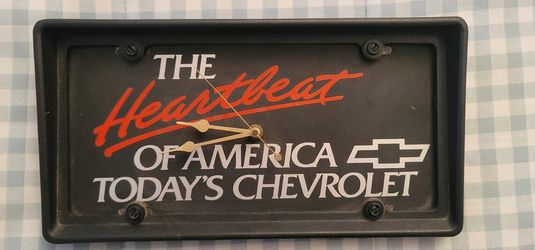 THE
Heartbeat
OF AMERICA
TODAY'S CHEVROLET